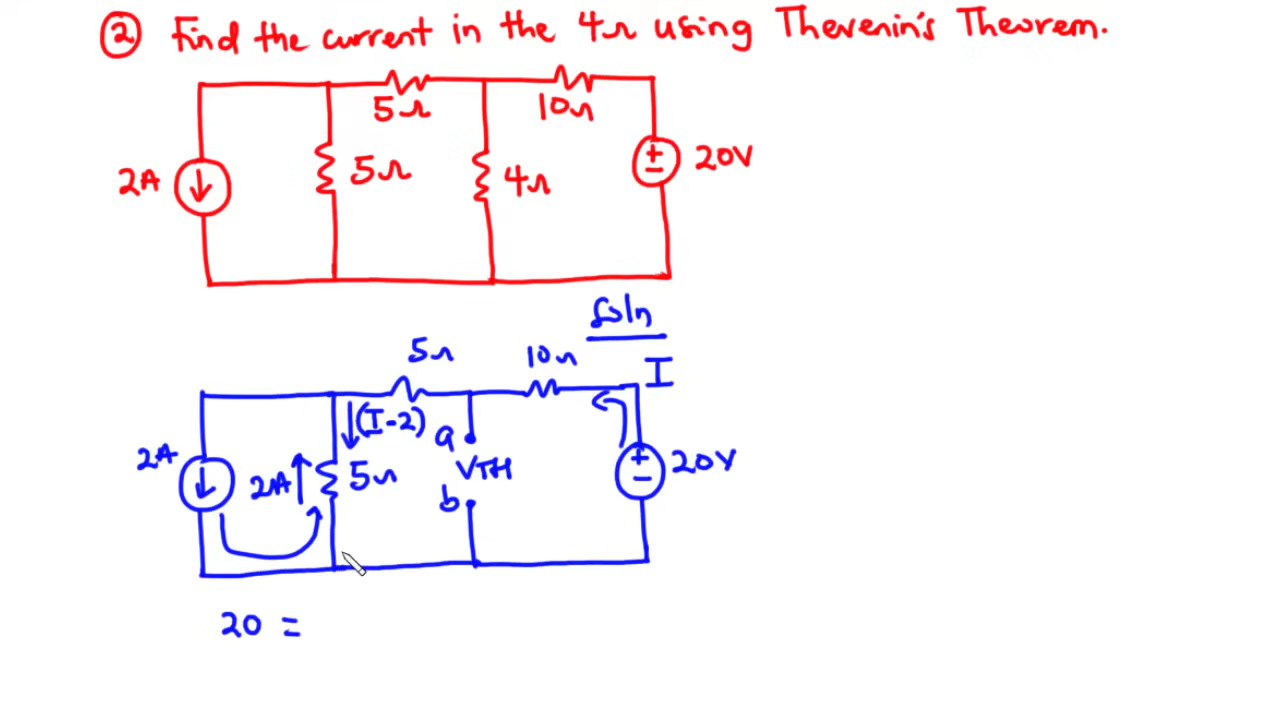 ② Find the current in the 4Ω using Thevenin's Theorem.
5Ω 10Ω
2A 5Ω 4Ω + - 20V
Soln
5Ω 10Ω I
2A (I-2) a
2A 5Ω VTH + - 20V
b
20 =